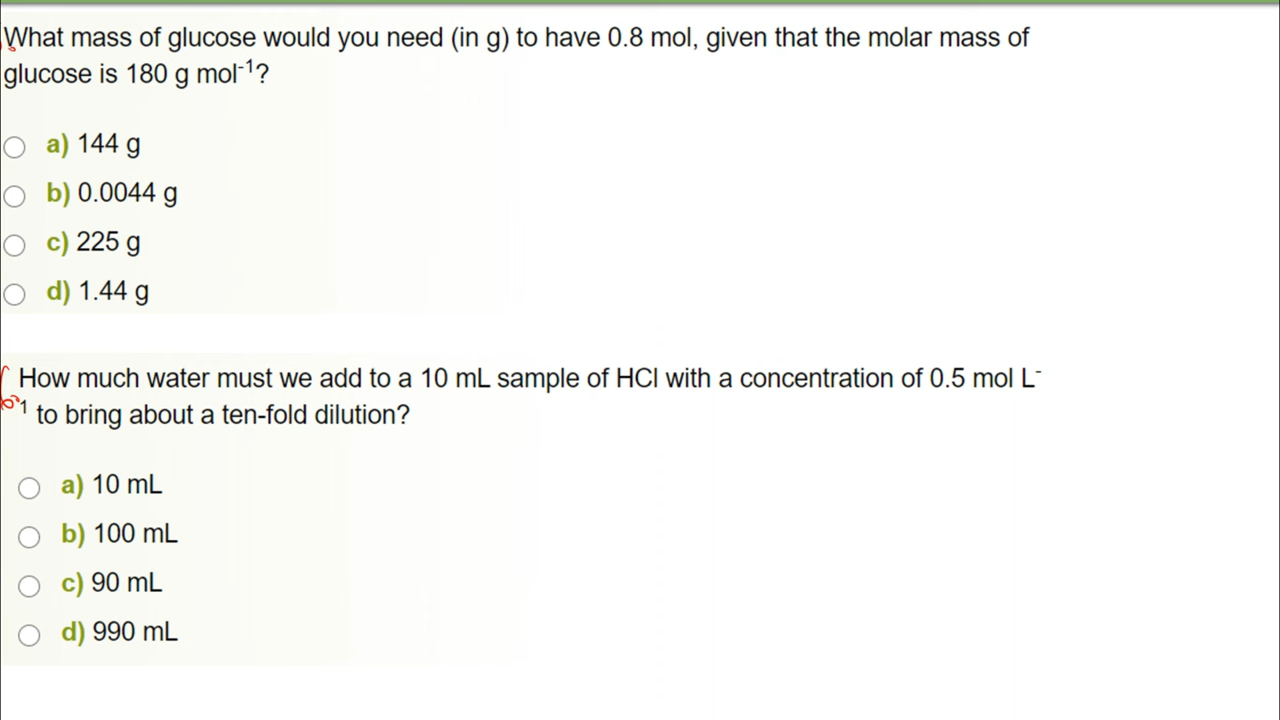 What mass of glucose would you need (in g) to have 0.8 mol, given that the molar mass of
glucose is 180 g mol⁻¹?
a) 144 g
b) 0.0044 g
c) 225 g
d) 1.44 g
How much water must we add to a 10 mL sample of HCl with a concentration of 0.5 mol L⁻
¹ to bring about a ten-fold dilution?
a) 10 mL
b) 100 mL
c) 90 mL
d) 990 mL